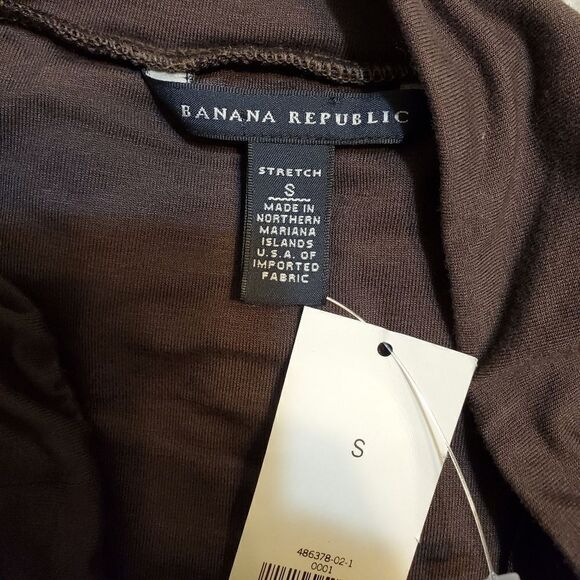 BANANA REPUBLIC
STRETCH
S
MADE IN
NORTHERN
MARIANA
ISLANDS
U.S.A. OF
IMPORTED
FABRIC
S
486378-02-1
0001